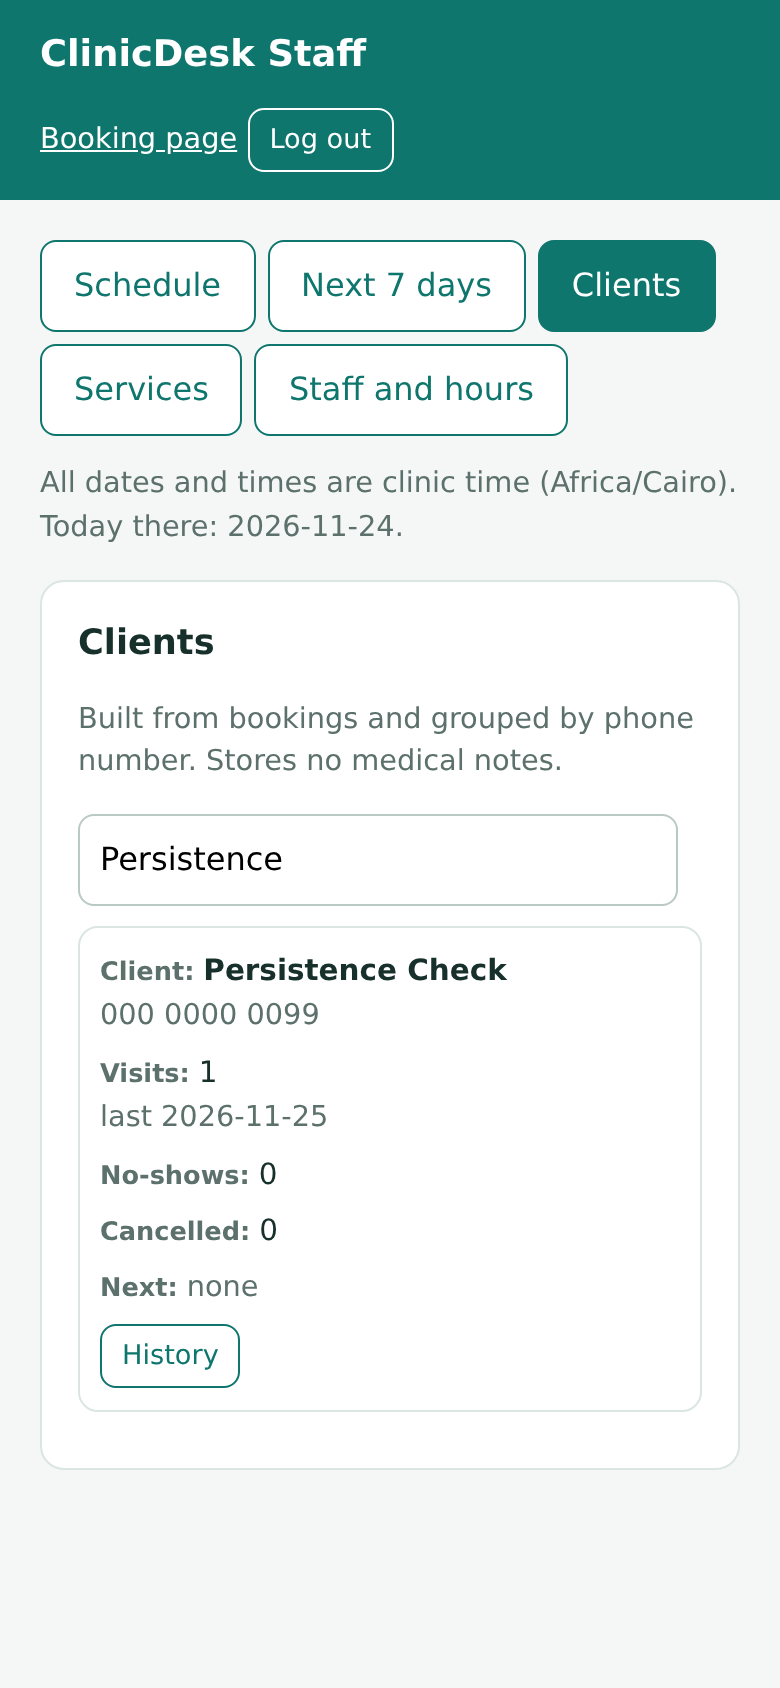 ClinicDesk Staff
Booking page Log out
Schedule Next 7 days Clients
Services Staff and hours
All dates and times are clinic time (Africa/Cairo).
Today there: 2026-11-24.
Clients
Built from bookings and grouped by phone
number. Stores no medical notes.
Persistence
Client: Persistence Check
000 0000 0099
Visits: 1
last 2026-11-25
No-shows: 0
Cancelled: 0
Next: none
History